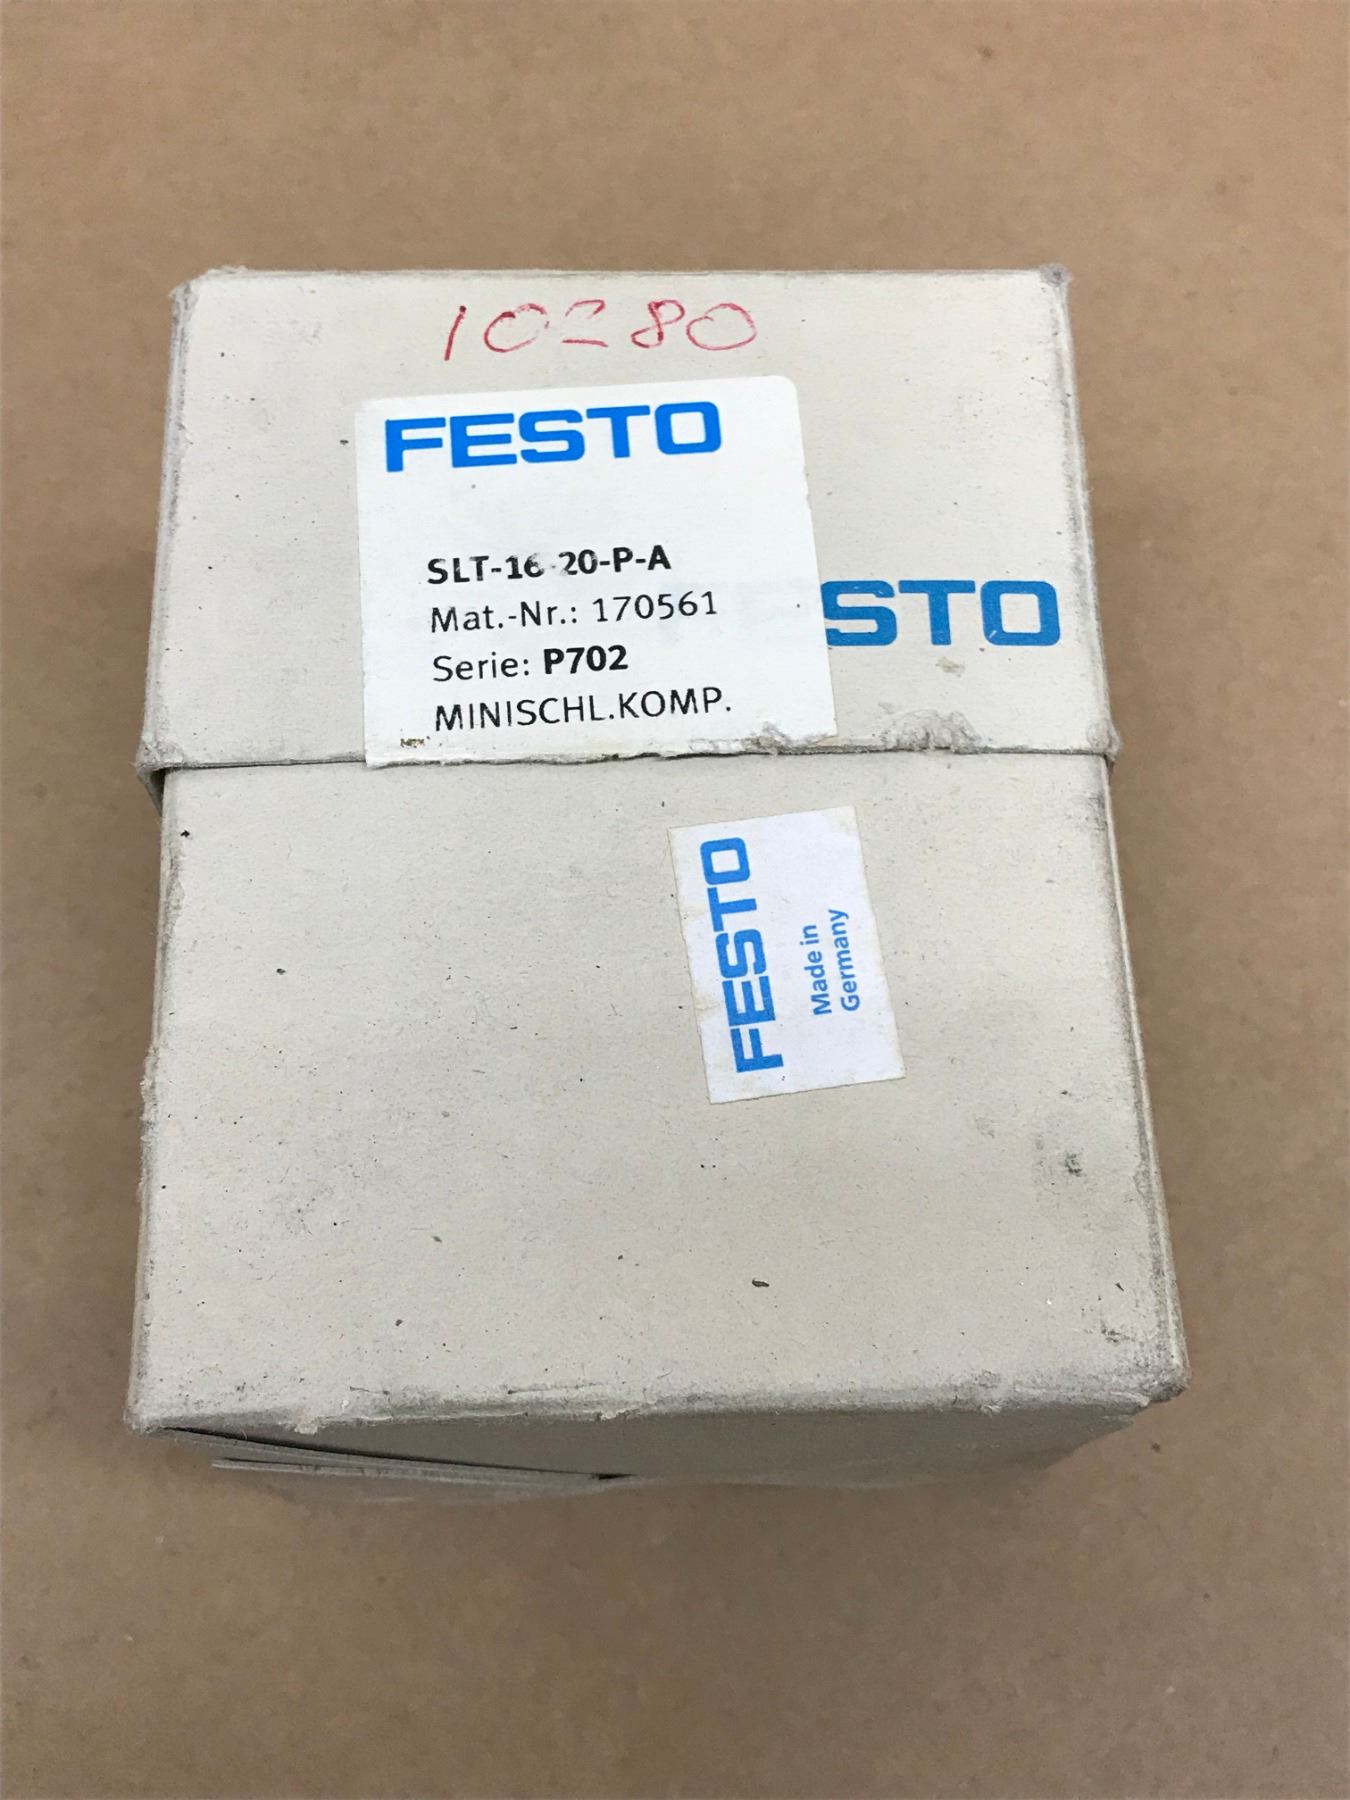 10280
FESTO
SLT-16-20-P-A
Mat.-Nr.: 170561
Serie: P702
MINISCHL.KOMP.
STO
FESTO
Made in
Germany